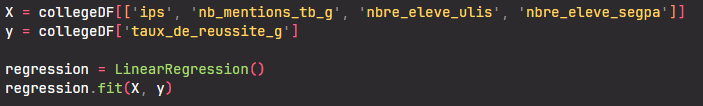 X = collegeDF[['ips', 'nb_mentions_tb_g', 'nbre_eleve_ulis', 'nbre_eleve_segpa']]
y = collegeDF['taux_de_reussite_g']

regression = LinearRegression()
regression.fit(X, y)